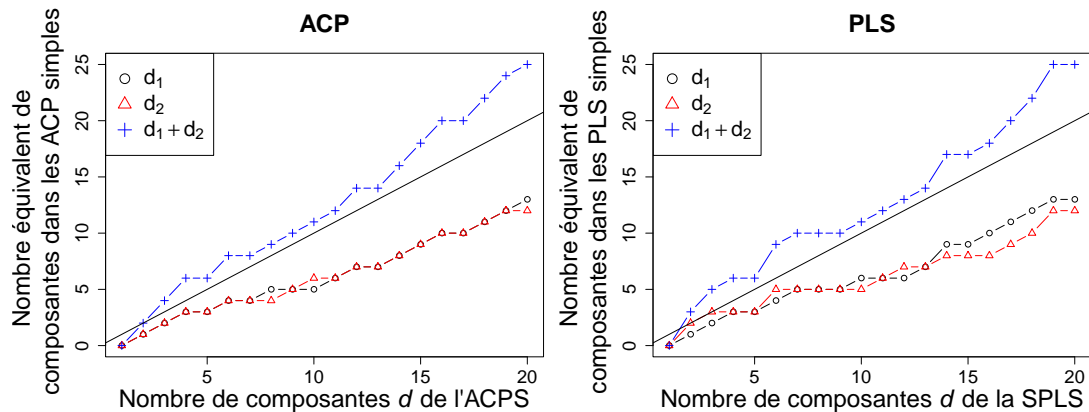 ACP
Nombre équivalent de
composantes dans les ACP simples
0
5
10
15
20
25
d1
d2
d1 + d2
5
10
15
20
Nombre de composantes d de l'ACPS
PLS
Nombre équivalent de
composantes dans les PLS simples
0
5
10
15
20
25
d1
d2
d1 + d2
5
10
15
20
Nombre de composantes d de la SPLS